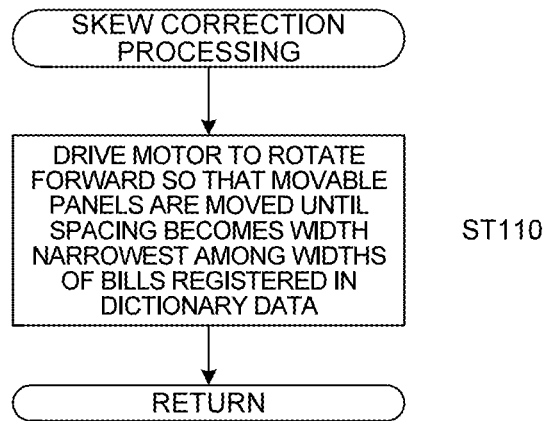 SKEW CORRECTION
PROCESSING
DRIVE MOTOR TO ROTATE
FORWARD SO THAT MOVABLE
PANELS ARE MOVED UNTIL
SPACING BECOMES WIDTH
NARROWEST AMONG WIDTHS
OF BILLS REGISTERED IN
DICTIONARY DATA
ST110
RETURN